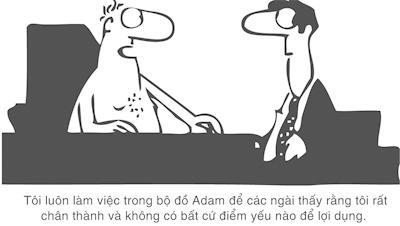 Tôi luôn làm việc trong bộ đồ Adam để các ngài thấy rằng tôi rất
chân thành và không có bất cứ điểm yếu nào để lợi dụng.